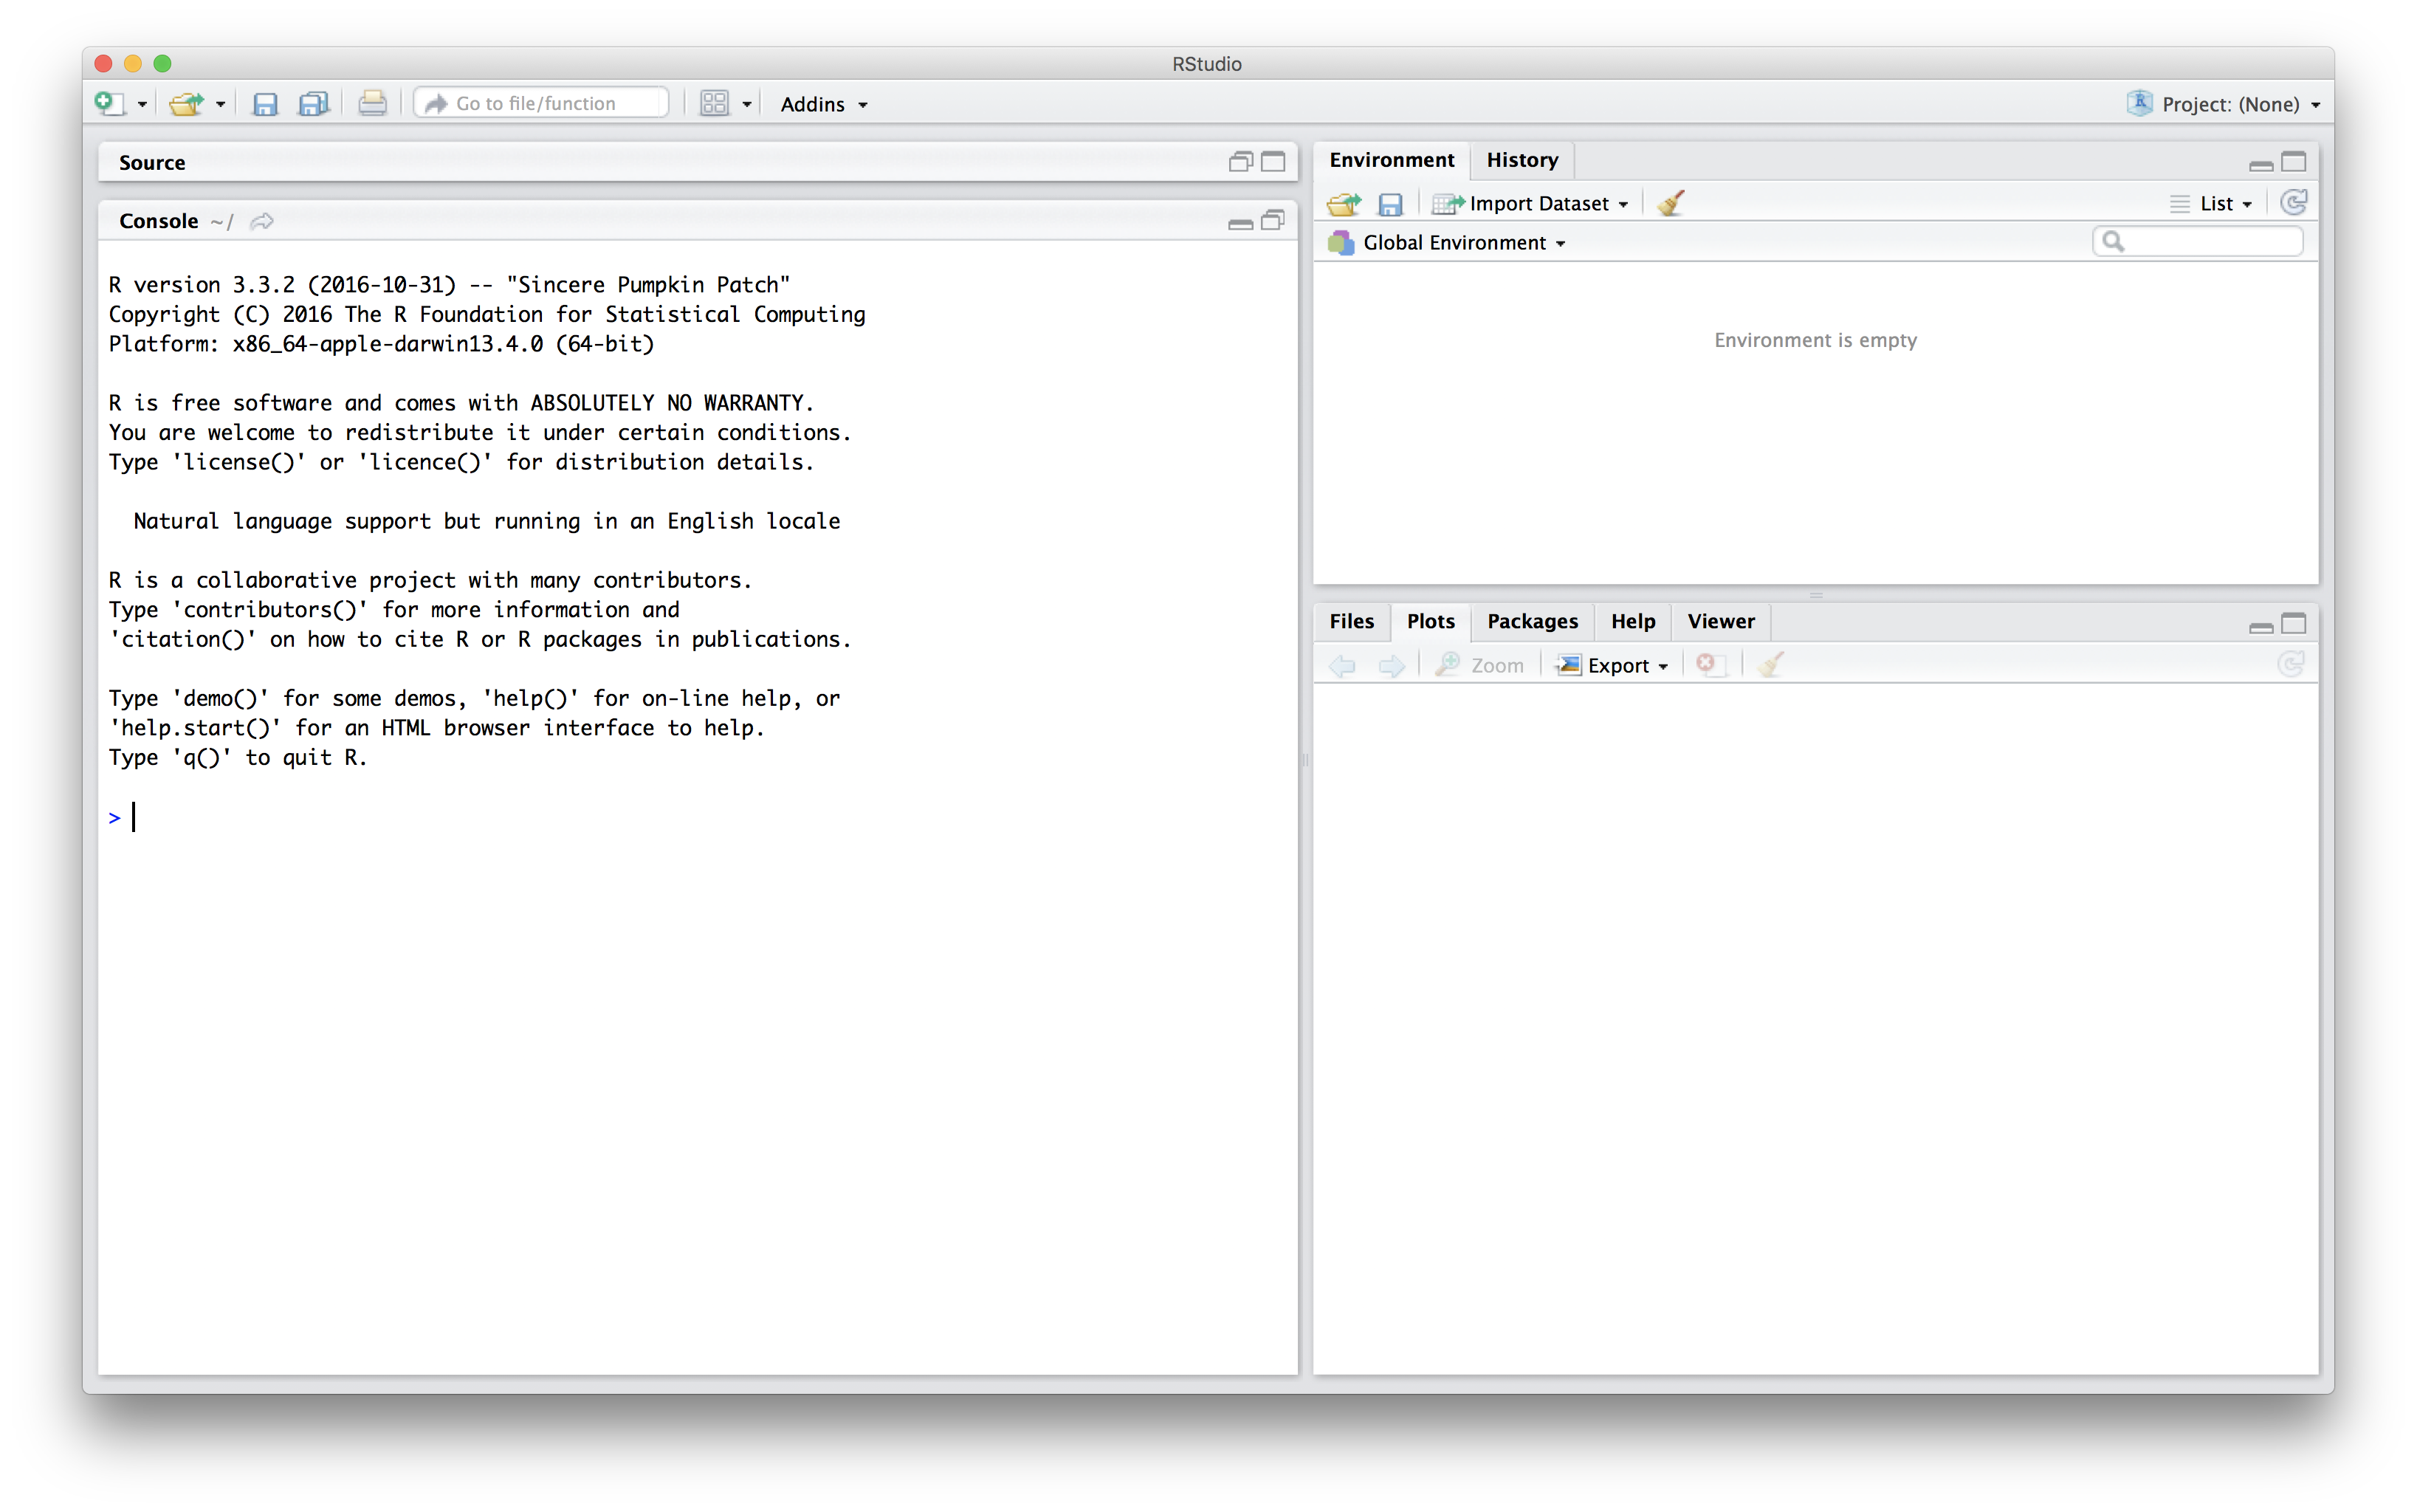 RStudio
Go to file/function
Addins
Project: (None)
Source
Console ~/
R version 3.3.2 (2016-10-31) -- "Sincere Pumpkin Patch"
Copyright (C) 2016 The R Foundation for Statistical Computing
Platform: x86_64-apple-darwin13.4.0 (64-bit)
R is free software and comes with ABSOLUTELY NO WARRANTY.
You are welcome to redistribute it under certain conditions.
Type 'license()' or 'licence()' for distribution details.
Natural language support but running in an English locale
R is a collaborative project with many contributors.
Type 'contributors()' for more information and
'citation()' on how to cite R or R packages in publications.
Type 'demo()' for some demos, 'help()' for on-line help, or
'help.start()' for an HTML browser interface to help.
Type 'q()' to quit R.
>
Environment History
Import Dataset List
Global Environment
Environment is empty
Files Plots Packages Help Viewer
Zoom Export